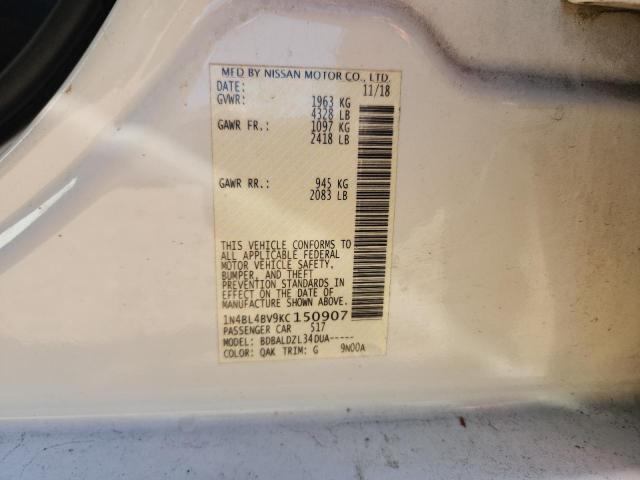 MFD BY NISSAN MOTOR CO., LTD.
DATE: 11/18
GVWR: 1963 KG
4328 LB
GAWR FR.: 1097 KG
2418 LB
GAWR RR.: 945 KG
2083 LB
THIS VEHICLE CONFORMS TO
ALL APPLICABLE FEDERAL
MOTOR VEHICLE SAFETY,
BUMPER, AND THEFT
PREVENTION STANDARDS IN
EFFECT ON THE DATE OF
MANUFACTURE SHOWN ABOVE.
1N4BL4BV9KC150907
PASSENGER CAR 517
MODEL: BDBALDZL34DUA-----
COLOR: QAK TRIM: G 9N00A